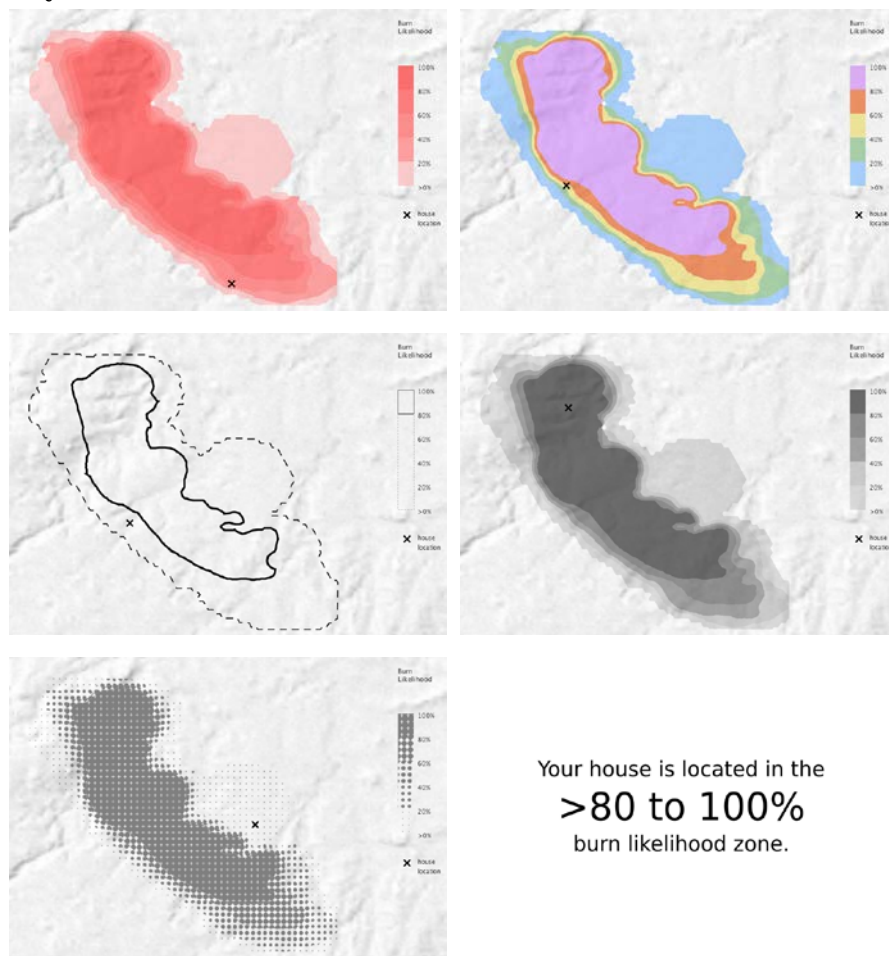 Burn
Likelihood
100%
80%
60%
40%
20%
>0%
house
location
Burn
Likelihood
100%
80%
60%
40%
20%
>0%
house
location
Burn
Likelihood
100%
80%
60%
40%
20%
>0%
house
location
Burn
Likelihood
100%
80%
60%
40%
20%
>0%
house
location
Burn
Likelihood
100%
80%
60%
40%
20%
>0%
house
location
Your house is located in the
>80 to 100%
burn likelihood zone.